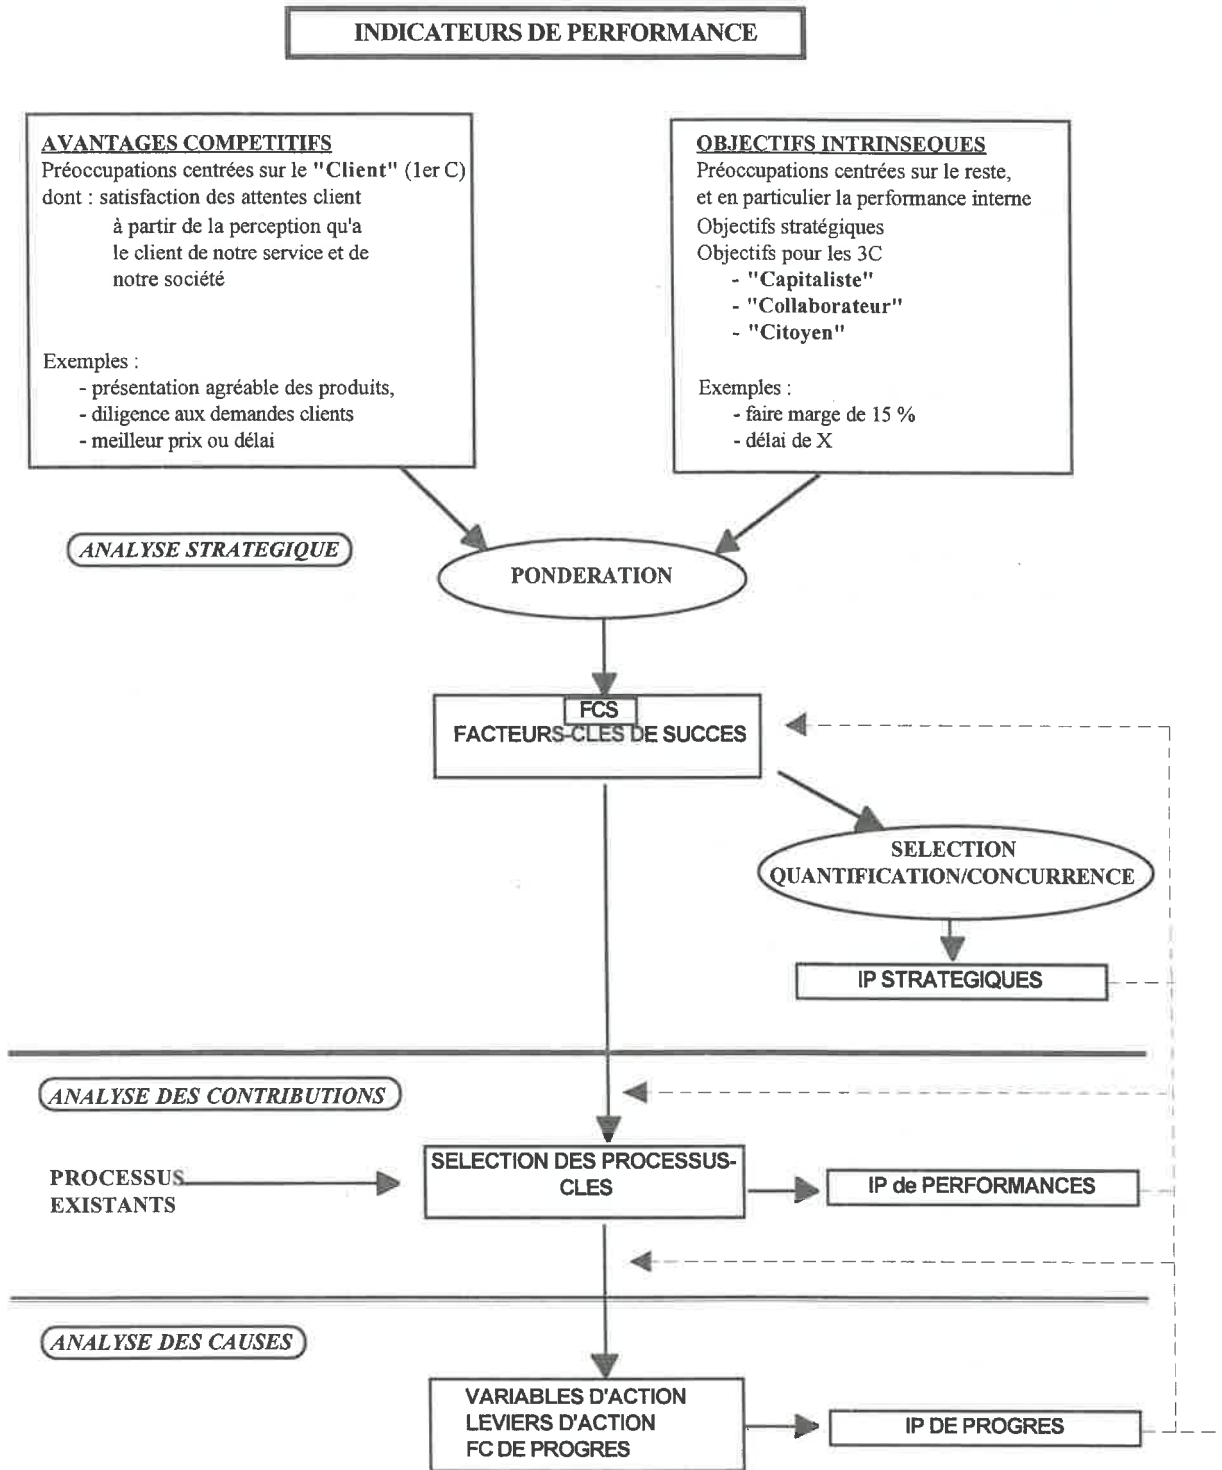 INDICATEURS DE PERFORMANCE
AVANTAGES COMPETITIFS
Préoccupations centrées sur le "Client" (1er C)
dont : satisfaction des attentes client
à partir de la perception qu'a
le client de notre service et de
notre société
Exemples :
- présentation agréable des produits,
- diligence aux demandes clients
- meilleur prix ou délai
OBJECTIFS INTRINSEQUES
Préoccupations centrées sur le reste,
et en particulier la performance interne
Objectifs stratégiques
Objectifs pour les 3C
- "Capitaliste"
- "Collaborateur"
- "Citoyen"
Exemples :
- faire marge de 15 %
- délai de X
ANALYSE STRATEGIQUE
PONDERATION
FCS
FACTEURS-CLES DE SUCCES
SELECTION
QUANTIFICATION/CONCURRENCE
IP STRATEGIQUES
ANALYSE DES CONTRIBUTIONS
PROCESSUS
EXISTANTS
SELECTION DES PROCESSUS-
CLES
IP de PERFORMANCES
ANALYSE DES CAUSES
VARIABLES D'ACTION
LEVIERS D'ACTION
FC DE PROGRES
IP DE PROGRES